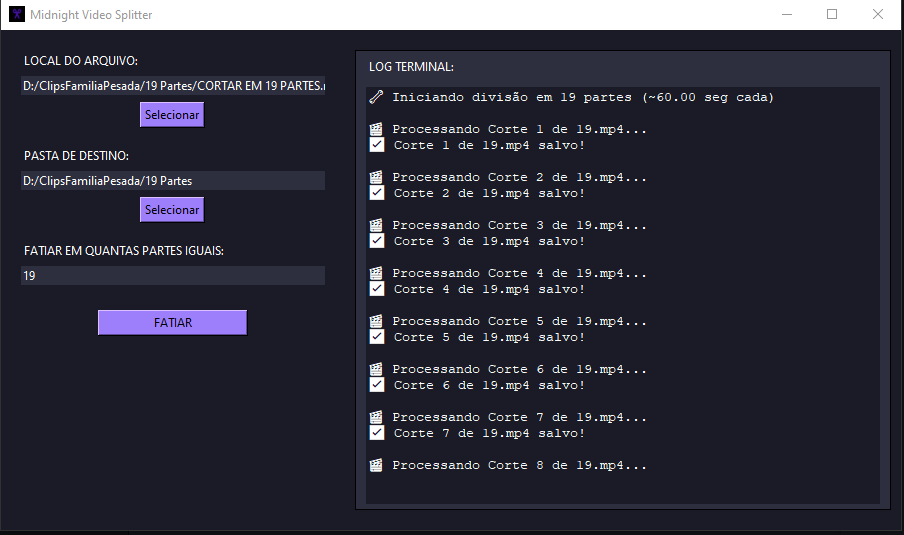 Midnight Video Splitter
LOCAL DO ARQUIVO:
D:/ClipsFamiliaPesada/19 Partes/CORTAR EM 19 PARTES.
Selecionar
PASTA DE DESTINO:
D:/ClipsFamiliaPesada/19 Partes
Selecionar
FATIAR EM QUANTAS PARTES IGUAIS:
19
FATIAR
LOG TERMINAL:
Iniciando divisão em 19 partes (~60.00 seg cada)
Processando Corte 1 de 19.mp4...
Corte 1 de 19.mp4 salvo!
Processando Corte 2 de 19.mp4...
Corte 2 de 19.mp4 salvo!
Processando Corte 3 de 19.mp4...
Corte 3 de 19.mp4 salvo!
Processando Corte 4 de 19.mp4...
Corte 4 de 19.mp4 salvo!
Processando Corte 5 de 19.mp4...
Corte 5 de 19.mp4 salvo!
Processando Corte 6 de 19.mp4...
Corte 6 de 19.mp4 salvo!
Processando Corte 7 de 19.mp4...
Corte 7 de 19.mp4 salvo!
Processando Corte 8 de 19.mp4...